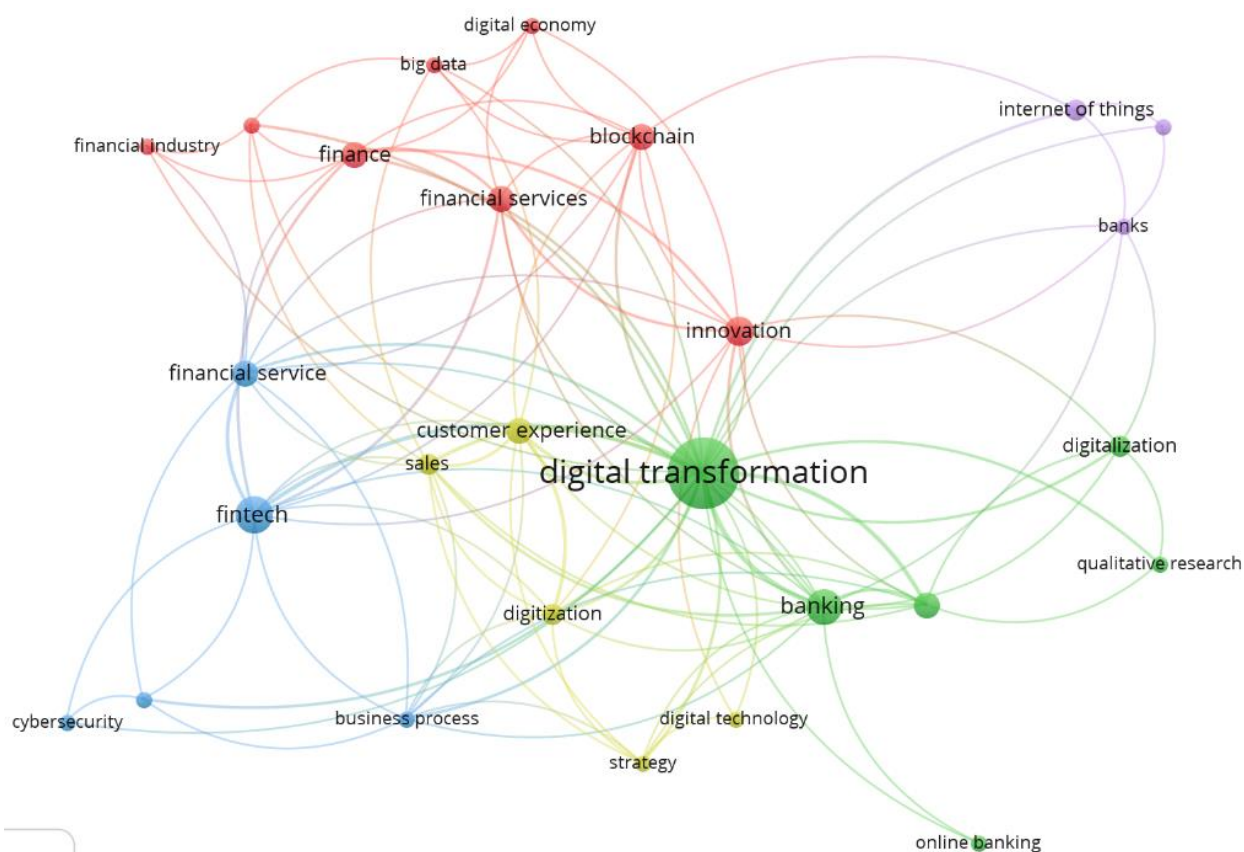 digital economy
big data
internet of things
blockchain
financial industry
finance
financial services
banks
innovation
financial service
customer experience
digitalization
sales
digital transformation
fintech
qualitative research
banking
digitization
cybersecurity
business process
digital technology
strategy
online banking